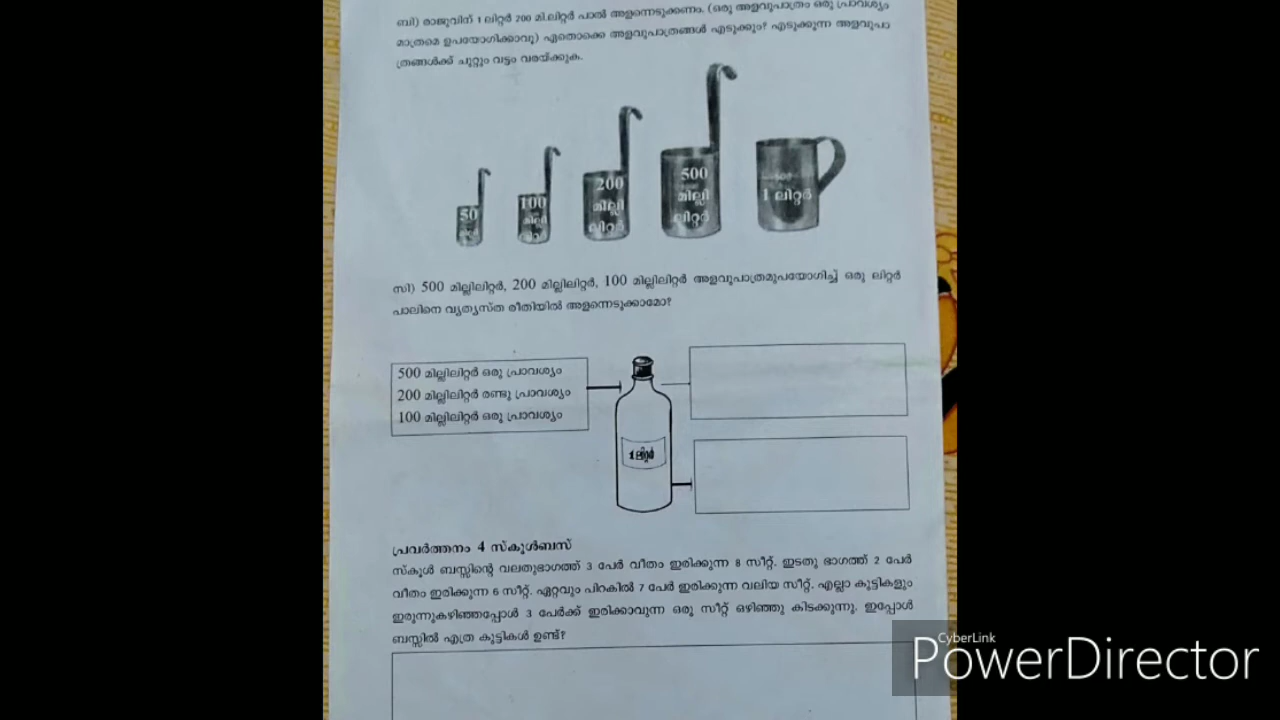 ബി) രാജുവിന് 1 ലിറ്റർ 200 മി.ലിറ്റർ പാൽ അളന്നെടുക്കണം. (ഒരു അളവുപാത്രം ഒരു പ്രാവശ്യം
മാത്രമെ ഉപയോഗിക്കാവൂ) ഏതൊക്കെ അളവുപാത്രങ്ങൾ എടുക്കും? എടുക്കുന്ന അളവുപാ
ത്രങ്ങൾക്ക് ചുറ്റും വട്ടം വരയ്ക്കുക.
50
100
200
മില്ലി
ലിറ്റർ
500
മില്ലി
ലിറ്റർ
1 ലിറ്റർ
സി) 500 മില്ലിലിറ്റർ, 200 മില്ലിലിറ്റർ, 100 മില്ലിലിറ്റർ അളവുപാത്രമുപയോഗിച്ച് ഒരു ലിറ്റർ
പാലിനെ വ്യത്യസ്ത രീതിയിൽ അളന്നെടുക്കാമോ?
500 മില്ലിലിറ്റർ ഒരു പ്രാവശ്യം
200 മില്ലിലിറ്റർ രണ്ടു പ്രാവശ്യം
100 മില്ലിലിറ്റർ ഒരു പ്രാവശ്യം
1 ലിറ്റർ
പ്രവർത്തനം 4 സ്കൂൾബസ്
സ്കൂൾ ബസ്സിന്റെ വലതുഭാഗത്ത് 3 പേർ വീതം ഇരിക്കുന്ന 8 സീറ്റ്. ഇടതു ഭാഗത്ത് 2 പേർ
വീതം ഇരിക്കുന്ന 6 സീറ്റ്. ഏറ്റവും പിറകിൽ 7 പേർ ഇരിക്കുന്ന വലിയ സീറ്റ്. എല്ലാ കുട്ടികളും
ഇരുന്നുകഴിഞ്ഞപ്പോൾ 3 പേർക്ക് ഇരിക്കാവുന്ന ഒരു സീറ്റ് ഒഴിഞ്ഞു കിടക്കുന്നു. ഇപ്പോൾ
ബസ്സിൽ എത്ര കുട്ടികൾ ഉണ്ട്?
CyberLink
PowerDirector